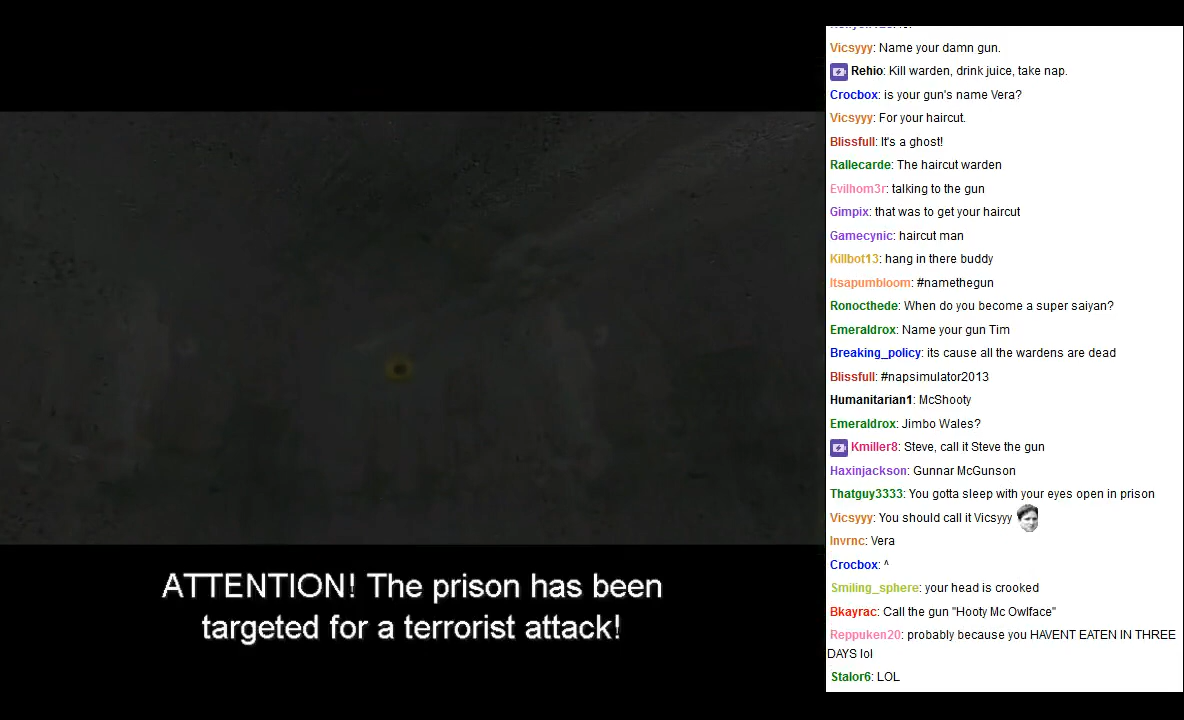 Vicsyyy: Name your damn gun.
Rehio: Kill warden, drink juice, take nap.
Crocbox: is your gun's name Vera?
Vicsyyy: For your haircut.
Blissfull: It's a ghost!
Rallecarde: The haircut warden
Evilhom3r: talking to the gun
Gimpix: that was to get your haircut
Gamecynic: haircut man
Killbot13: hang in there buddy
Itsapumbloom: #namethegun
Ronocthede: When do you become a super saiyan?
Emeraldrox: Name your gun Tim
Breaking_policy: its cause all the wardens are dead
Blissfull: #napsimulator2013
Humanitarian1: McShooty
Emeraldrox: Jimbo Wales?
Kmiller8: Steve, call it Steve the gun
Haxinjackson: Gunnar McGunson
Thatguy3333: You gotta sleep with your eyes open in prison
Vicsyyy: You should call it Vicsyyy
Invrnc: Vera
Crocbox: ^
Smiling_sphere: your head is crooked
Bkayrac: Call the gun "Hooty Mc Owlface"
Reppuken20: probably because you HAVENT EATEN IN THREE
DAYS lol
Stalor6: LOL
ATTENTION! The prison has been
targeted for a terrorist attack!